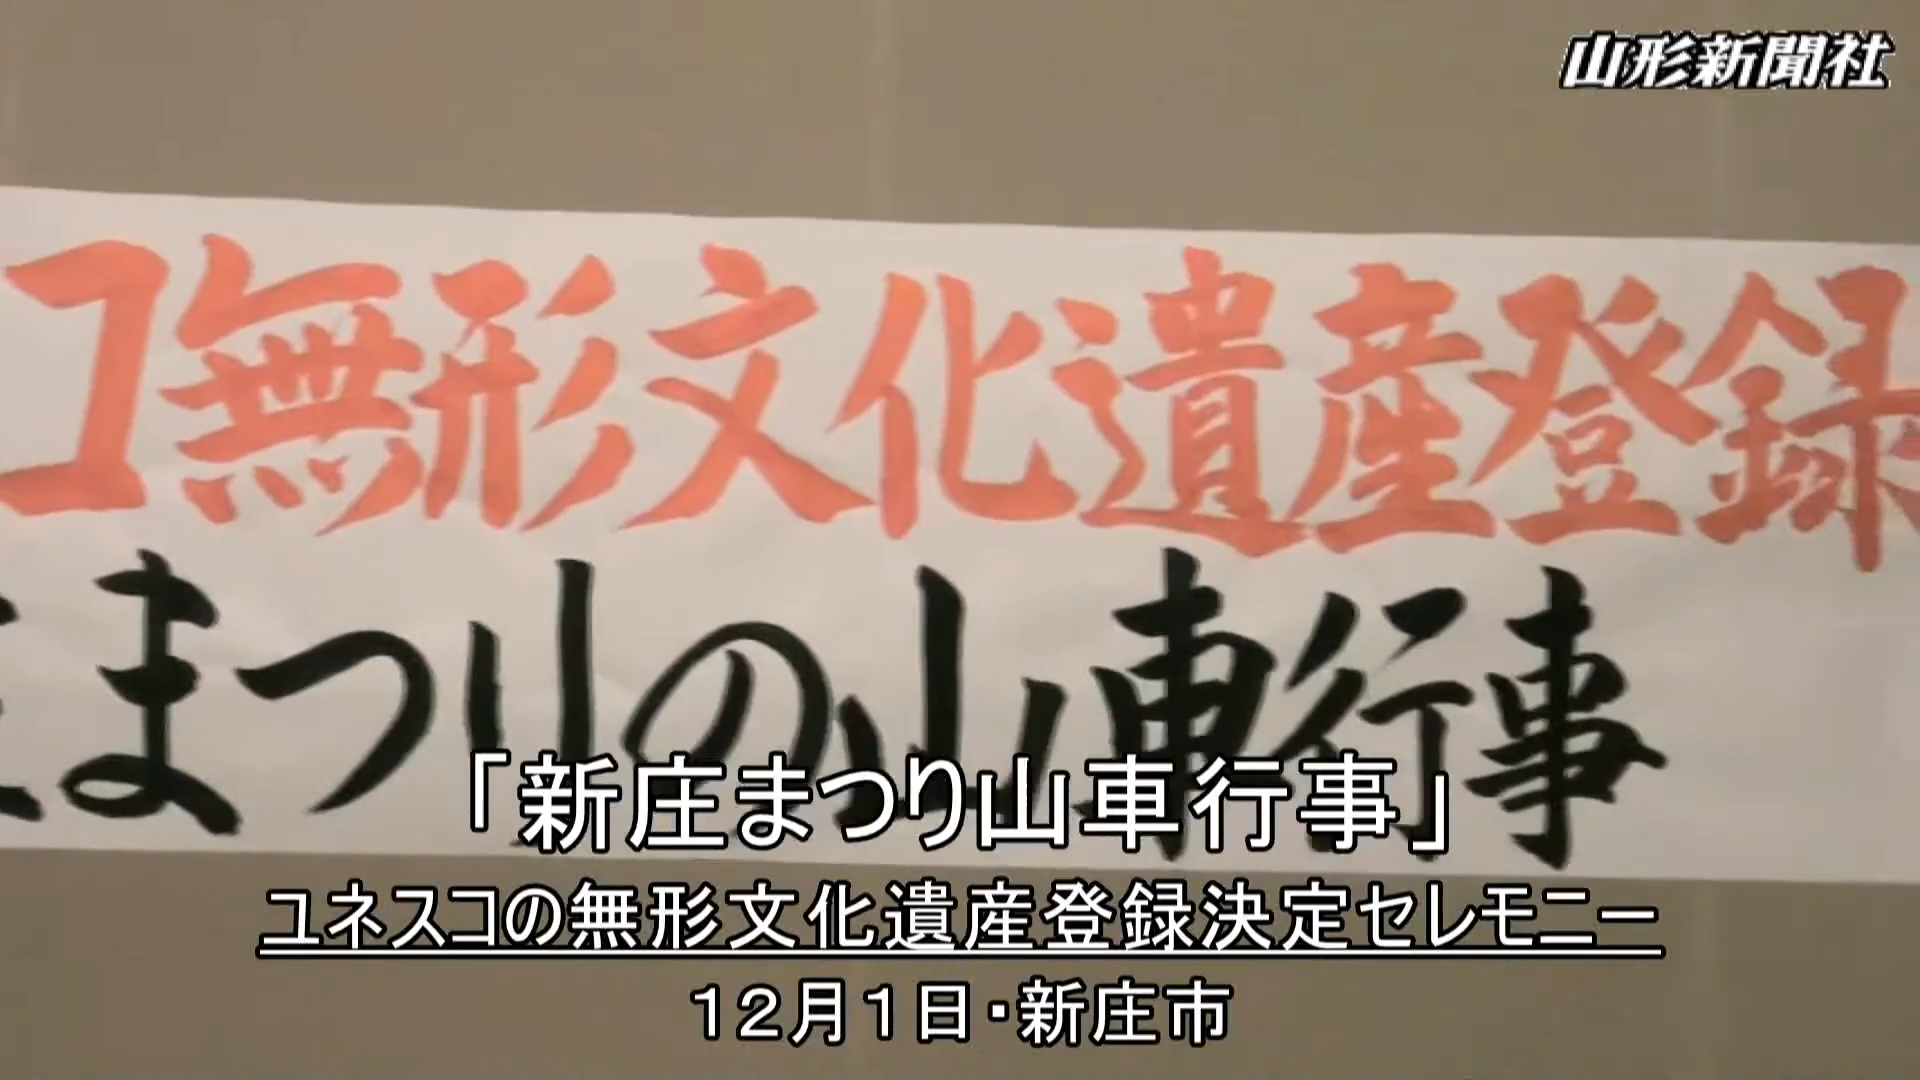 山形新聞社
コ無形文化遺産登録
まつりの山車行事
「新庄まつり山車行事」
ユネスコの無形文化遺産登録決定セレモニー
12月1日・新庄市